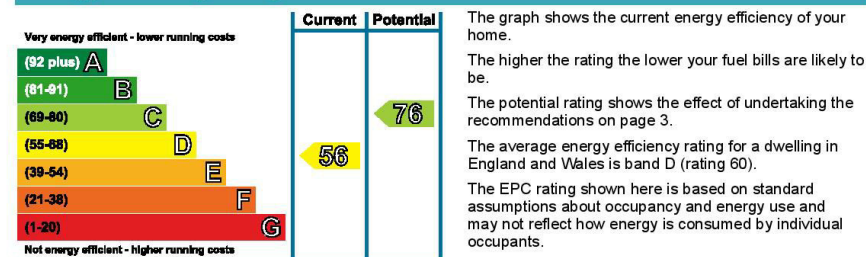 Current Potential
Very energy efficient - lower running costs
(92 plus) A
(81-91) B
(69-80) C
(55-68) D
(39-54) E
(21-38) F
(1-20) G
Not energy efficient - higher running costs
56
76
The graph shows the current energy efficiency of your
home.
The higher the rating the lower your fuel bills are likely to
be.
The potential rating shows the effect of undertaking the
recommendations on page 3.
The average energy efficiency rating for a dwelling in
England and Wales is band D (rating 60).
The EPC rating shown here is based on standard
assumptions about occupancy and energy use and
may not reflect how energy is consumed by individual
occupants.